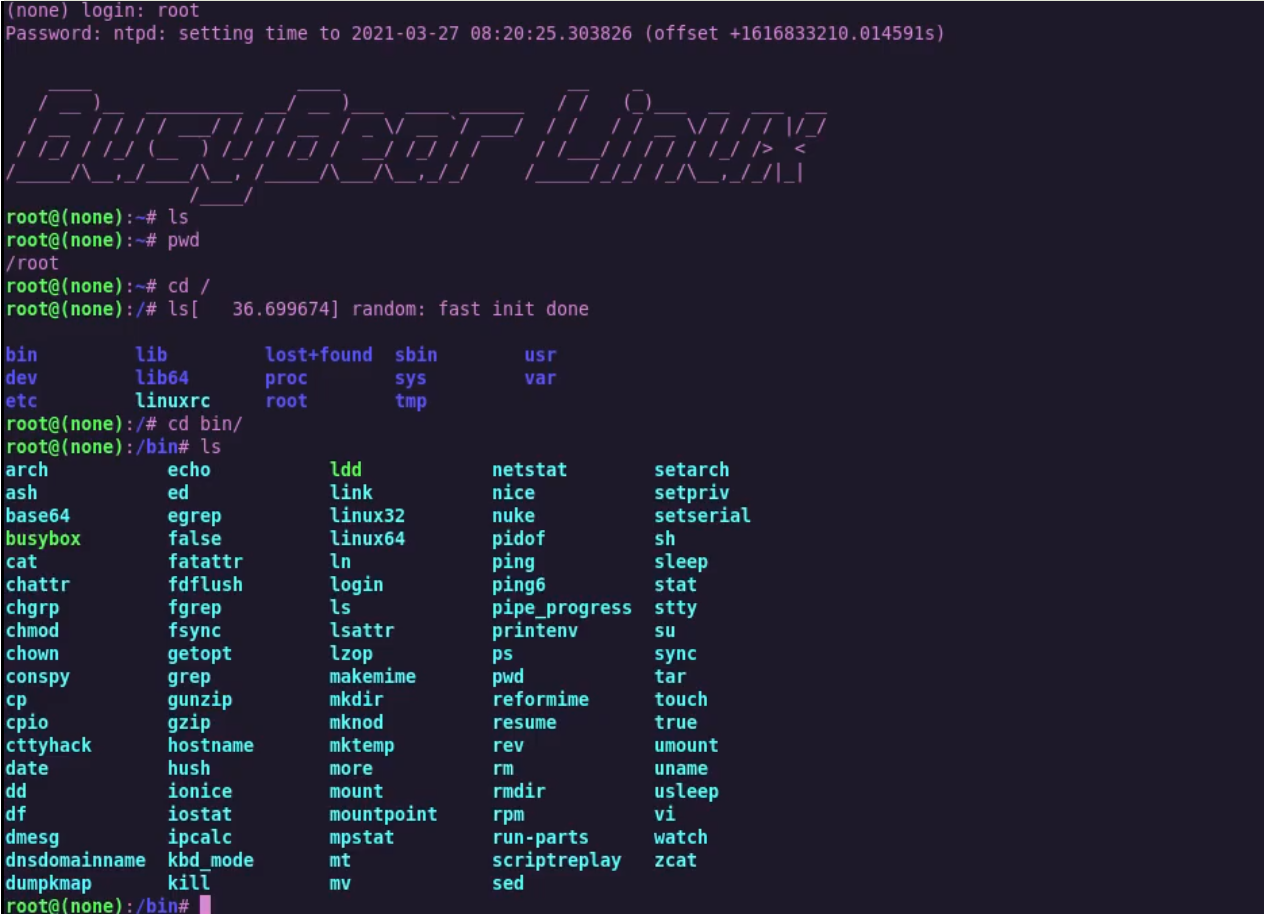 (none) login: root
Password: ntpd: setting time to 2021-03-27 08:20:25.303826 (offset +1616833210.014591s)
BusyBear Linux
root@(none):~# ls
root@(none):~# pwd
/root
root@(none):~# cd /
root@(none):/# ls[   36.699674] random: fast init done
bin lib lost+found sbin usr
dev lib64 proc sys var
etc linuxrc root tmp
root@(none):/# cd bin/
root@(none):/bin# ls
arch echo ldd netstat setarch
ash ed link nice setpriv
base64 egrep linux32 nuke setserial
busybox false linux64 pidof sh
cat fatattr ln ping sleep
chattr fdflush login ping6 stat
chgrp fgrep ls pipe_progress stty
chmod fsync lsattr printenv su
chown getopt lzop ps sync
conspy grep makemime pwd tar
cp gunzip mkdir reformime touch
cpio gzip mknod resume true
cttyhack hostname mktemp rev umount
date hush more rm uname
dd ionice mount rmdir usleep
df iostat mountpoint rpm vi
dmesg ipcalc mpstat run-parts watch
dnsdomainname kbd_mode mt scriptreplay zcat
dumpkmap kill mv sed
root@(none):/bin#